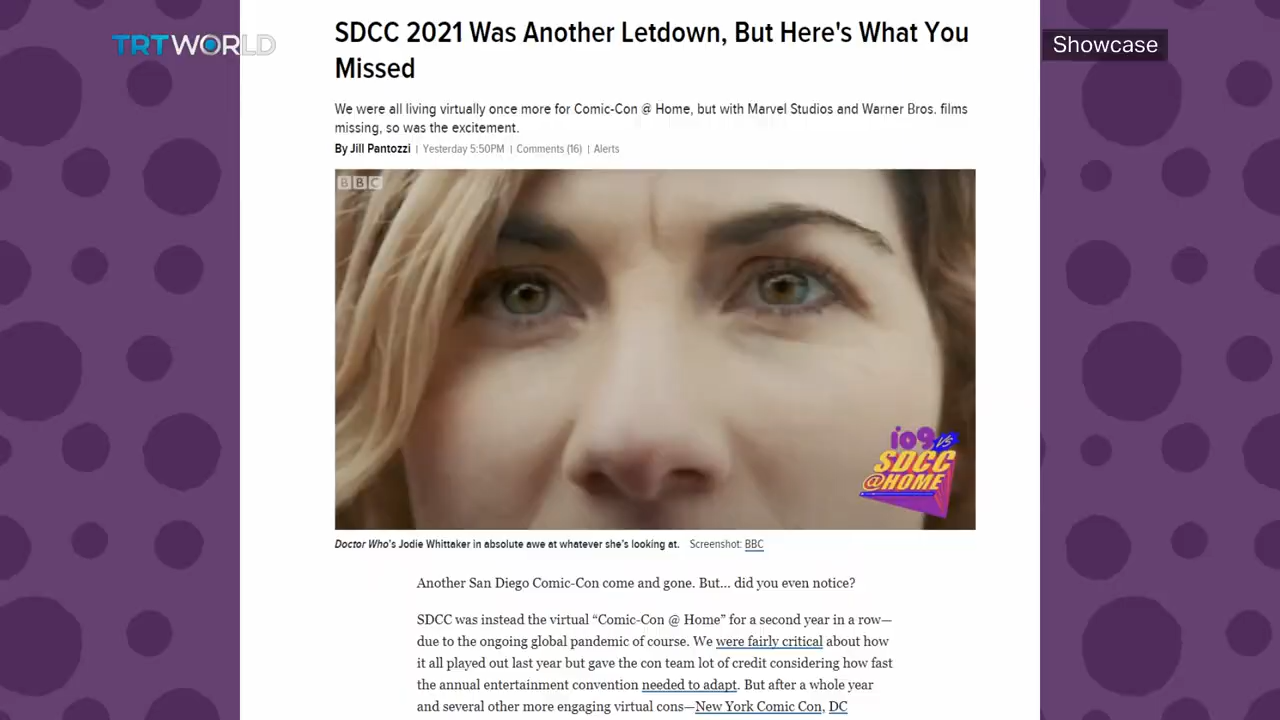 TRT WORLD
Showcase
SDCC 2021 Was Another Letdown, But Here's What You
Missed
We were all living virtually once more for Comic-Con @ Home, but with Marvel Studios and Warner Bros. films
missing, so was the excitement.
By Jill Pantozzi | Yesterday 5:50PM | Comments (16) | Alerts
BBC
io9 VS
SDCC
@HOME
Doctor Who's Jodie Whittaker in absolute awe at whatever she's looking at. Screenshot: BBC
Another San Diego Comic-Con come and gone. But... did you even notice?
SDCC was instead the virtual “Comic-Con @ Home” for a second year in a row—
due to the ongoing global pandemic of course. We were fairly critical about how
it all played out last year but gave the con team lot of credit considering how fast
the annual entertainment convention needed to adapt. But after a whole year
and several other more engaging virtual cons—New York Comic Con, DC